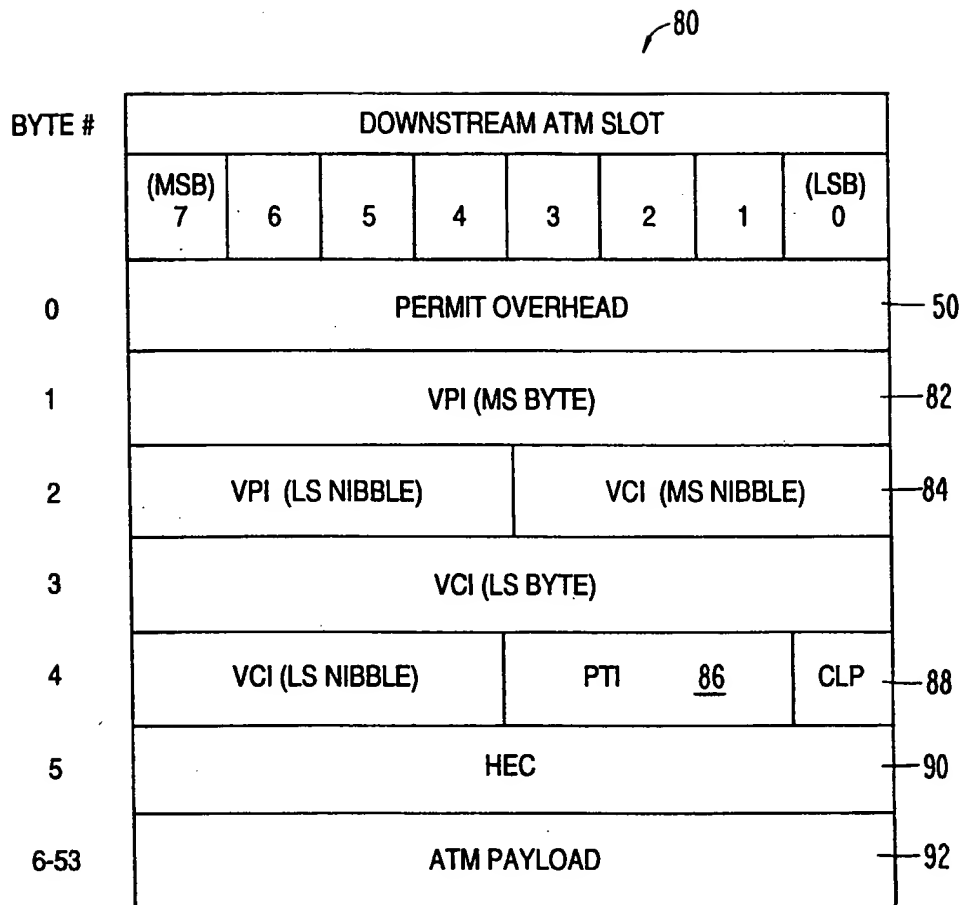 80
BYTE # DOWNSTREAM ATM SLOT
(MSB) (LSB)
7 6 5 4 3 2 1 0
0 PERMIT OVERHEAD 50
1 VPI (MS BYTE) 82
2 VPI (LS NIBBLE) VCI (MS NIBBLE) 84
3 VCI (LS BYTE)
4 VCI (LS NIBBLE) PTI 86 CLP 88
5 HEC 90
6-53 ATM PAYLOAD 92